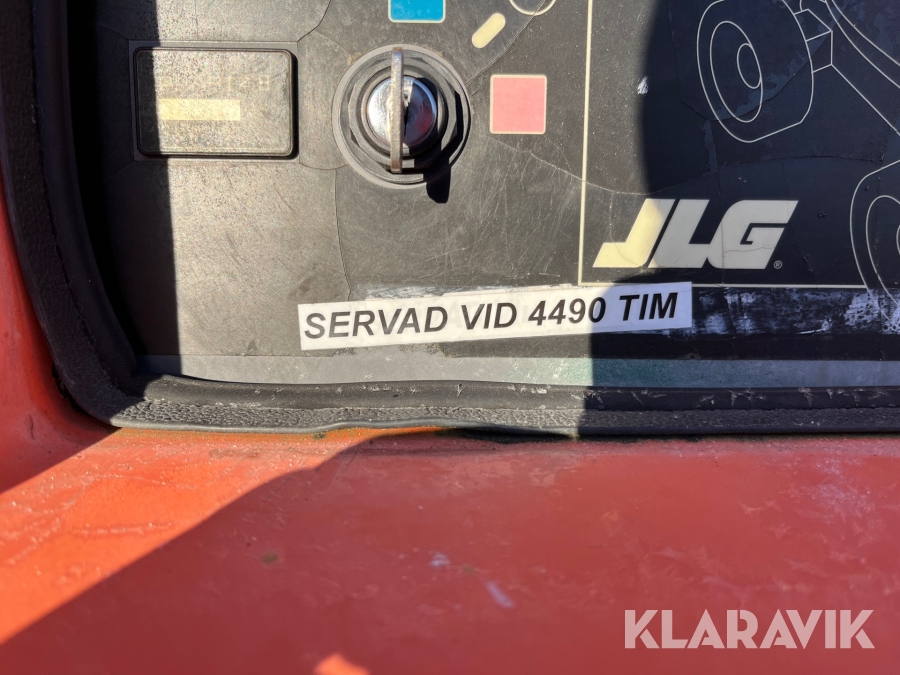 JLG®
SERVAD VID 4490 TIM
KLARAVIK